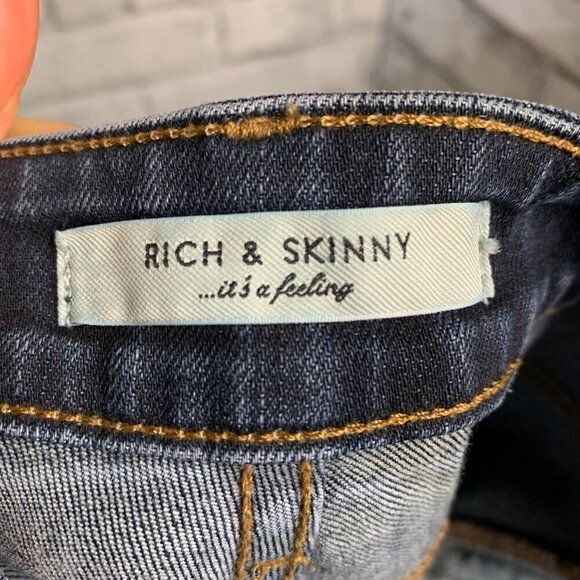 RICH & SKINNY
...it's a feeling